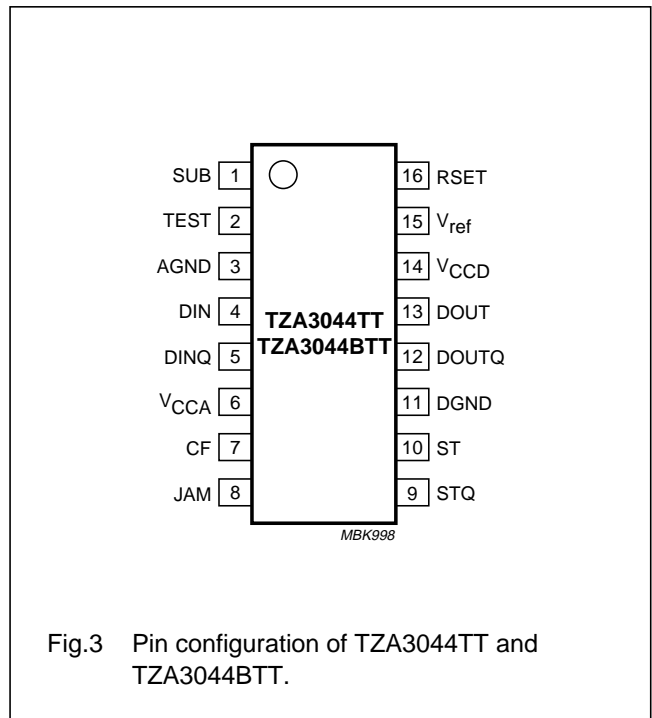 SUB 1 16 RSET
TEST 2 15 Vref
AGND 3 14 VCCD
DIN 4 13 DOUT
TZA3044TT
TZA3044BTT
DINQ 5 12 DOUTQ
VCCA 6 11 DGND
CF 7 10 ST
JAM 8 9 STQ
MBK998
Fig.3 Pin configuration of TZA3044TT and
TZA3044BTT.